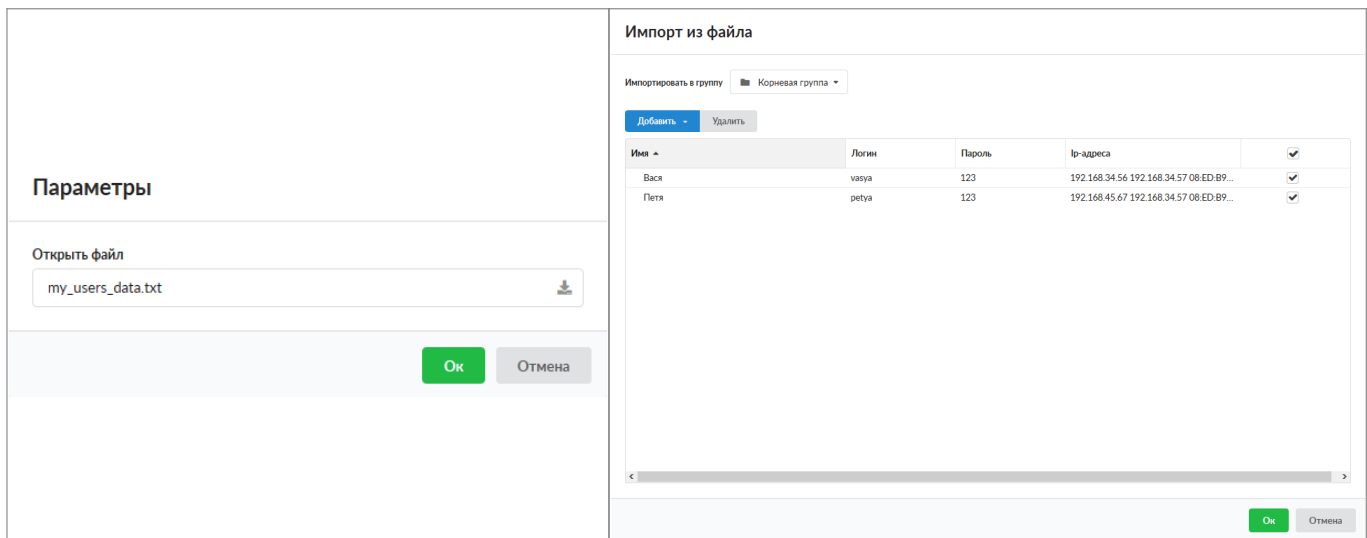 Параметры
Открыть файл
my_users_data.txt
Ок Отмена
Импорт из файла
Импортировать в группу Корневая группа
Добавить Удалить
Имя Логин Пароль Ip-адреса
Вася vasya 123 192.168.34.56 192.168.34.57 08:ED:B9...
Петя petya 123 192.168.45.67 192.168.34.57 08:ED:B9...
Ок Отмена